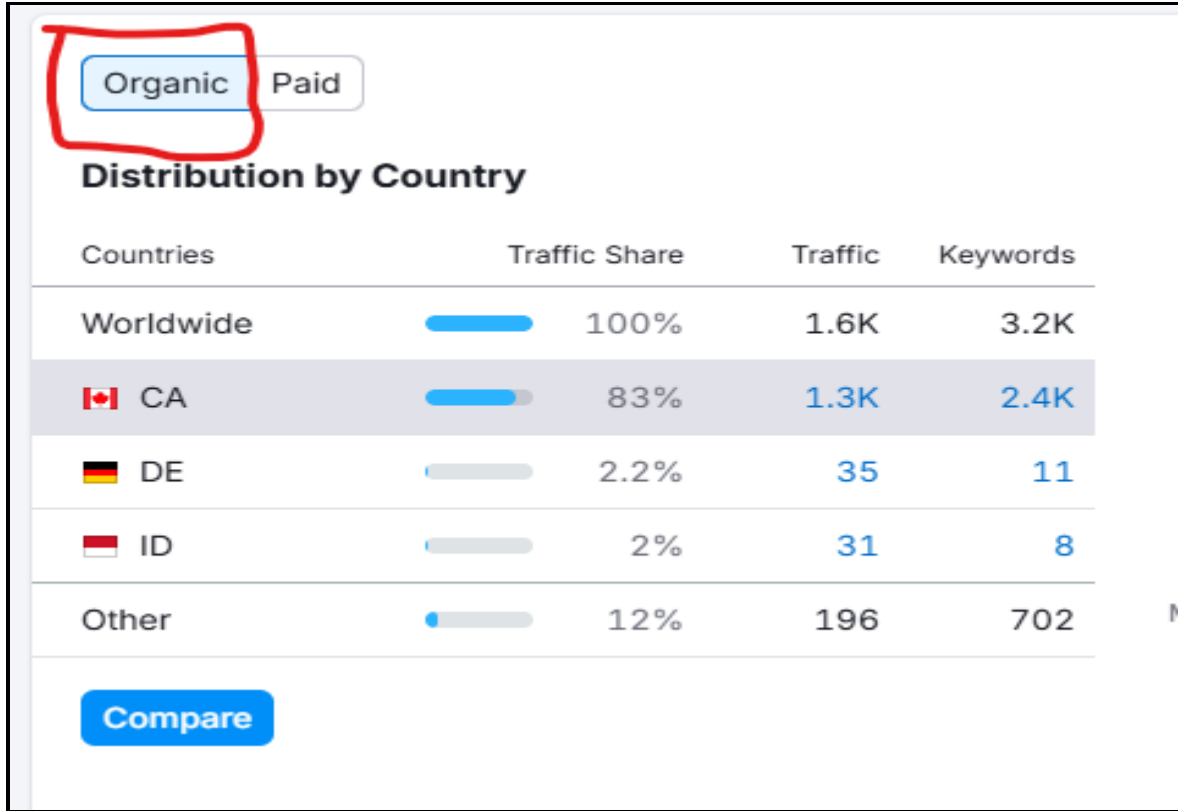 Organic Paid
Distribution by Country
Countries Traffic Share Traffic Keywords
Worldwide 100% 1.6K 3.2K
CA 83% 1.3K 2.4K
DE 2.2% 35 11
ID 2% 31 8
Other 12% 196 702
Compare